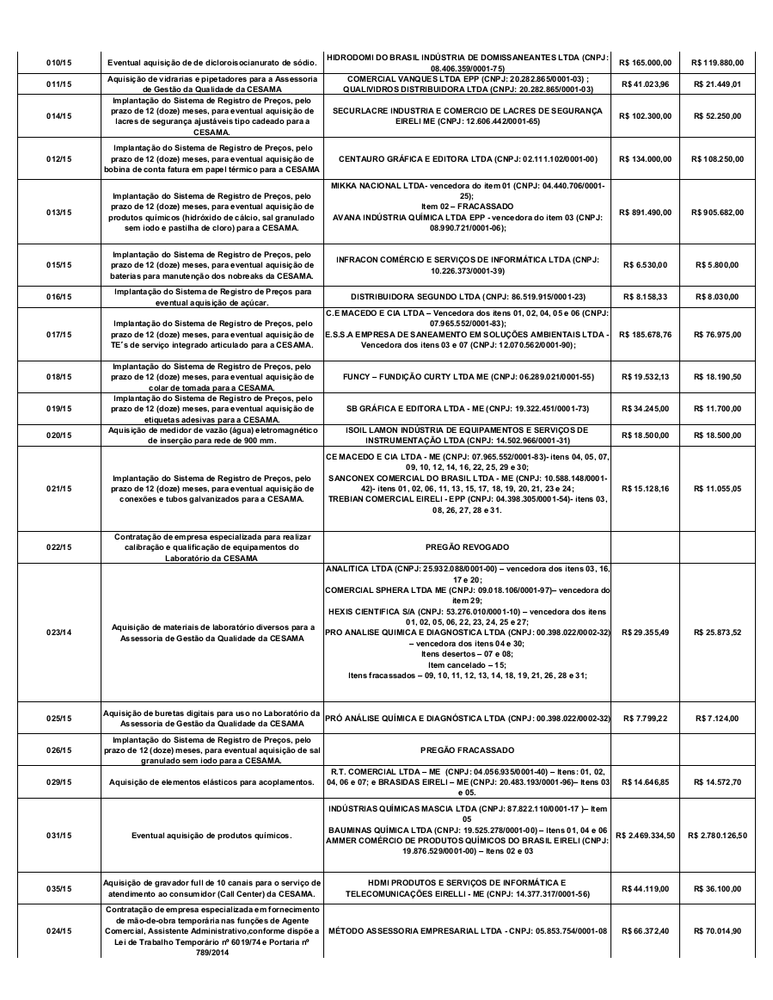 010/15
Eventual aquisição de de dicloroisocianurato de sódio.
HIDRODOMI DO BRASIL INDÚSTRIA DE DOMISSANEANTES LTDA (CNPJ:
08.406.359/0001-75)
R$ 165.000,00
R$ 119.880,00
011/15
Aquisição de vidrarias e pipetadores para a Assessoria
de Gestão da Qualidade da CESAMA
COMERCIAL VANQUES LTDA EPP (CNPJ: 20.282.865/0001-03) ;
QUALIVIDROS DISTRIBUIDORA LTDA (CNPJ: 20.282.865/0001-03)
R$ 41.023,96
R$ 21.449,01
014/15
Implantação do Sistema de Registro de Preços, pelo
prazo de 12 (doze) meses, para eventual aquisição de
lacres de segurança ajustáveis tipo cadeado para a
CESAMA.
SECURLACRE INDUSTRIA E COMERCIO DE LACRES DE SEGURANÇA
EIRELI ME (CNPJ: 12.606.442/0001-65)
R$ 102.300,00
R$ 52.250,00
012/15
Implantação do Sistema de Registro de Preços, pelo
prazo de 12 (doze) meses, para eventual aquisição de
bobina de conta fatura em papel térmico para a CESAMA
CENTAURO GRÁFICA E EDITORA LTDA (CNPJ: 02.111.102/0001-00)
R$ 134.000,00
R$ 108.250,00
013/15
Implantação do Sistema de Registro de Preços, pelo
prazo de 12 (doze) meses, para eventual aquisição de
produtos químicos (hidróxido de cálcio, sal granulado
sem iodo e pastilha de cloro) para a CESAMA.
MIKKA NACIONAL LTDA- vencedora do item 01 (CNPJ: 04.440.706/0001-
25);
Item 02 – FRACASSADO
AVANA INDÚSTRIA QUÍMICA LTDA EPP - vencedora do item 03 (CNPJ:
08.990.721/0001-06);
R$ 891.490,00
R$ 905.682,00
015/15
Implantação do Sistema de Registro de Preços, pelo
prazo de 12 (doze) meses, para eventual aquisição de
baterias para manutenção dos nobreaks da CESAMA.
INFRACON COMÉRCIO E SERVIÇOS DE INFORMÁTICA LTDA (CNPJ:
10.226.373/0001-39)
R$ 6.530,00
R$ 5.800,00
016/15
Implantação do Sistema de Registro de Preços para
eventual aquisição de açúcar.
DISTRIBUIDORA SEGUNDO LTDA (CNPJ: 86.519.915/0001-23)
R$ 8.158,33
R$ 8.030,00
017/15
Implantação do Sistema de Registro de Preços, pelo
prazo de 12 (doze) meses, para eventual aquisição de
TE´s de serviço integrado articulado para a CESAMA.
C.E MACEDO E CIA LTDA – Vencedora dos itens 01, 02, 04, 05 e 06 (CNPJ:
07.965.552/0001-83);
E.S.S.A EMPRESA DE SANEAMENTO EM SOLUÇÕES AMBIENTAIS LTDA -
Vencedora dos itens 03 e 07 (CNPJ: 12.070.562/0001-90);
R$ 185.678,76
R$ 76.975,00
018/15
Implantação do Sistema de Registro de Preços, pelo
prazo de 12 (doze) meses, para eventual aquisição de
colar de tomada para a CESAMA.
FUNCY – FUNDIÇÃO CURTY LTDA ME (CNPJ: 06.289.021/0001-55)
R$ 19.532,13
R$ 18.190,50
019/15
Implantação do Sistema de Registro de Preços, pelo
prazo de 12 (doze) meses, para eventual aquisição de
etiquetas adesivas para a CESAMA.
SB GRÁFICA E EDITORA LTDA - ME (CNPJ: 19.322.451/0001-73)
R$ 34.245,00
R$ 11.700,00
020/15
Aquisição de medidor de vazão (água) eletromagnético
de inserção para rede de 900 mm.
ISOIL LAMON INDÚSTRIA DE EQUIPAMENTOS E SERVIÇOS DE
INSTRUMENTAÇÃO LTDA (CNPJ: 14.502.966/0001-31)
R$ 18.500,00
R$ 18.500,00
021/15
Implantação do Sistema de Registro de Preços, pelo
prazo de 12 (doze) meses, para eventual aquisição de
conexões e tubos galvanizados para a CESAMA.
CE MACEDO E CIA LTDA - ME (CNPJ: 07.965.552/0001-83)- itens 04, 05, 07,
09, 10, 12, 14, 16, 22, 25, 29 e 30;
SANCONEX COMERCIAL DO BRASIL LTDA - ME (CNPJ: 10.588.148/0001-
42)- itens 01, 02, 06, 11, 13, 15, 17, 18, 19, 20, 21, 23 e 24;
TREBIAN COMERCIAL EIRELI - EPP (CNPJ: 04.398.305/0001-54)- itens 03,
08, 26, 27, 28 e 31.
R$ 15.128,16
R$ 11.055,05
022/15
Contratação de empresa especializada para realizar
calibração e qualificação de equipamentos do
Laboratório da CESAMA
PREGÃO REVOGADO
023/14
Aquisição de materiais de laboratório diversos para a
Assessoria de Gestão da Qualidade da CESAMA
ANALITICA LTDA (CNPJ: 25.932.088/0001-00) – vencedora dos itens 03, 16,
17 e 20;
COMERCIAL SPHERA LTDA ME (CNPJ: 09.018.106/0001-97)– vencedora do
item 29;
HEXIS CIENTIFICA S/A (CNPJ: 53.276.010/0001-10) – vencedora dos itens
01, 02, 05, 06, 22, 23, 24, 25 e 27;
PRO ANALISE QUIMICA E DIAGNOSTICA LTDA (CNPJ: 00.398.022/0002-32)
– vencedora dos itens 04 e 30;
Itens desertos – 07 e 08;
Item cancelado – 15;
Itens fracassados – 09, 10, 11, 12, 13, 14, 18, 19, 21, 26, 28 e 31;
R$ 29.355,49
R$ 25.873,52
025/15
Aquisição de buretas digitais para uso no Laboratório da
Assessoria de Gestão da Qualidade da CESAMA
PRÓ ANÁLISE QUÍMICA E DIAGNÓSTICA LTDA (CNPJ: 00.398.022/0002-32)
R$ 7.799,22
R$ 7.124,00
026/15
Implantação do Sistema de Registro de Preços, pelo
prazo de 12 (doze) meses, para eventual aquisição de sal
granulado sem iodo para a CESAMA.
PREGÃO FRACASSADO
029/15
Aquisição de elementos elásticos para acoplamentos.
R.T. COMERCIAL LTDA – ME (CNPJ: 04.056.935/0001-40) – Itens: 01, 02,
04, 06 e 07; e BRASIDAS EIRELI – ME (CNPJ: 20.483.193/0001-96)– Itens 03
e 05.
R$ 14.646,85
R$ 14.572,70
031/15
Eventual aquisição de produtos químicos.
INDÚSTRIAS QUÍMICAS MASCIA LTDA (CNPJ: 87.822.110/0001-17 )– Item
05
BAUMINAS QUÍMICA LTDA (CNPJ: 19.525.278/0001-00) – Itens 01, 04 e 06
AMMER COMÉRCIO DE PRODUTOS QUÍMICOS DO BRASIL EIRELI (CNPJ:
19.876.529/0001-00) – Itens 02 e 03
R$ 2.469.334,50
R$ 2.780.126,50
035/15
Aquisição de gravador full de 10 canais para o serviço de
atendimento ao consumidor (Call Center) da CESAMA.
HDMI PRODUTOS E SERVIÇOS DE INFORMÁTICA E
TELECOMUNICAÇÕES EIRELLI - ME (CNPJ: 14.377.317/0001-56)
R$ 44.119,00
R$ 36.100,00
024/15
Contratação de empresa especializada em fornecimento
de mão-de-obra temporária nas funções de Agente
Comercial, Assistente Administrativo,conforme dispõe a
Lei de Trabalho Temporário nº 6019/74 e Portaria nº
789/2014
MÉTODO ASSESSORIA EMPRESARIAL LTDA - CNPJ: 05.853.754/0001-08
R$ 66.372,40
R$ 70.014,90